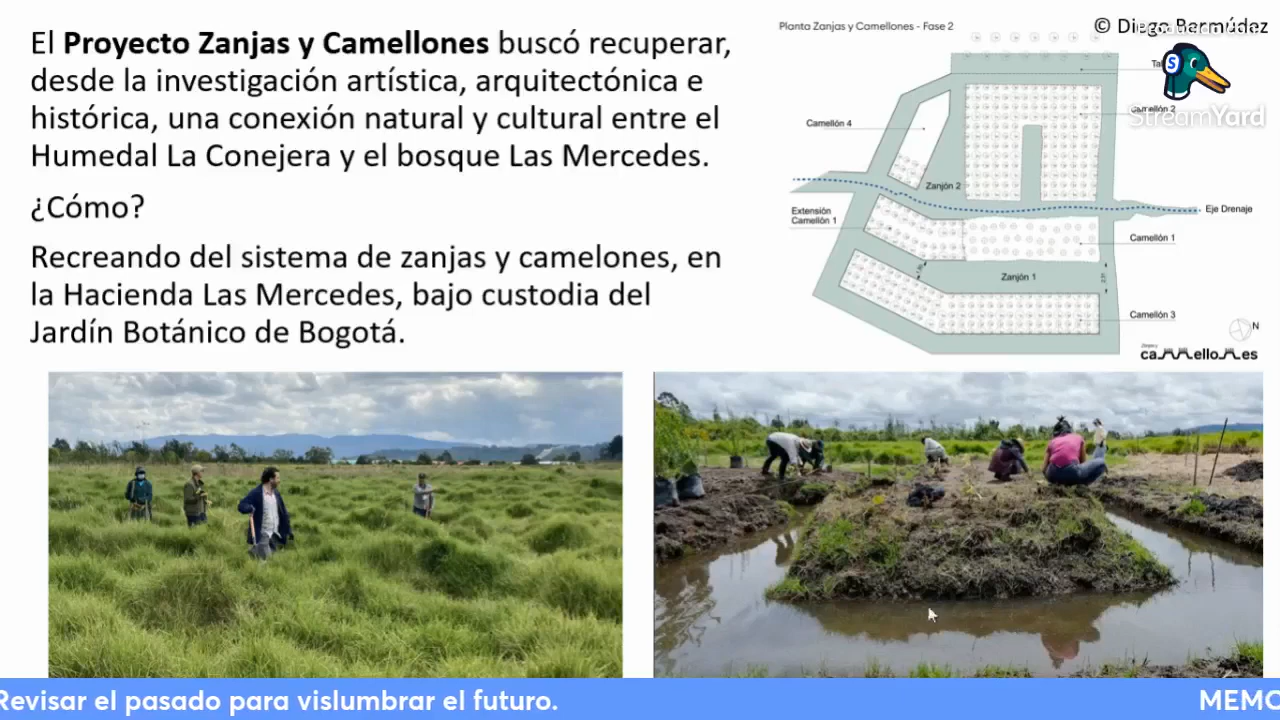 El Proyecto Zanjas y Camellones buscó recuperar,
desde la investigación artística, arquitectónica e
histórica, una conexión natural y cultural entre el
Humedal La Conejera y el bosque Las Mercedes.
¿Cómo?
Recreando del sistema de zanjas y camelones, en
la Hacienda Las Mercedes, bajo custodia del
Jardín Botánico de Bogotá.
Planta Zanjas y Camellones - Fase 2
© Diego Bermúdez
StreamYard
Camellón 4
Camellón 2
Zanjón 2
Extensión
Camellón 1
Eje Drenaje
Camellón 1
Zanjón 1
Camellón 3
N
Revisar el pasado para vislumbrar el futuro.
MEMO